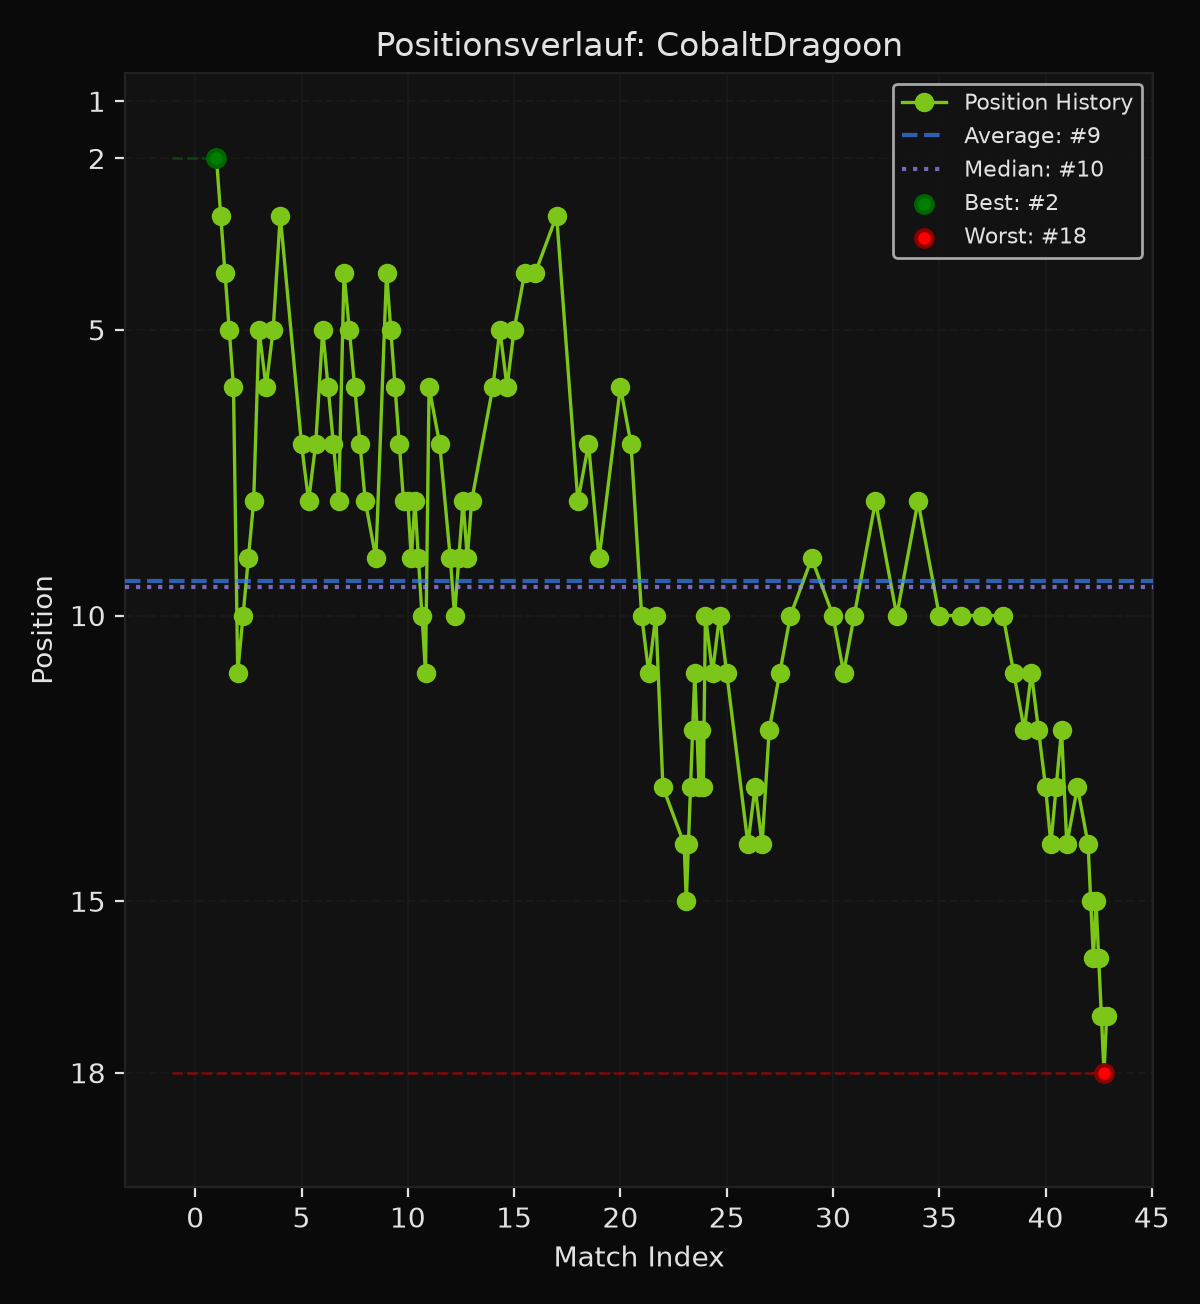 Positionsverlauf: CobaltDragoon
Position History
Average: #9
Median: #10
Best: #2
Worst: #18
Position
1
2
5
10
15
18
0 5 10 15 20 25 30 35 40 45
Match Index